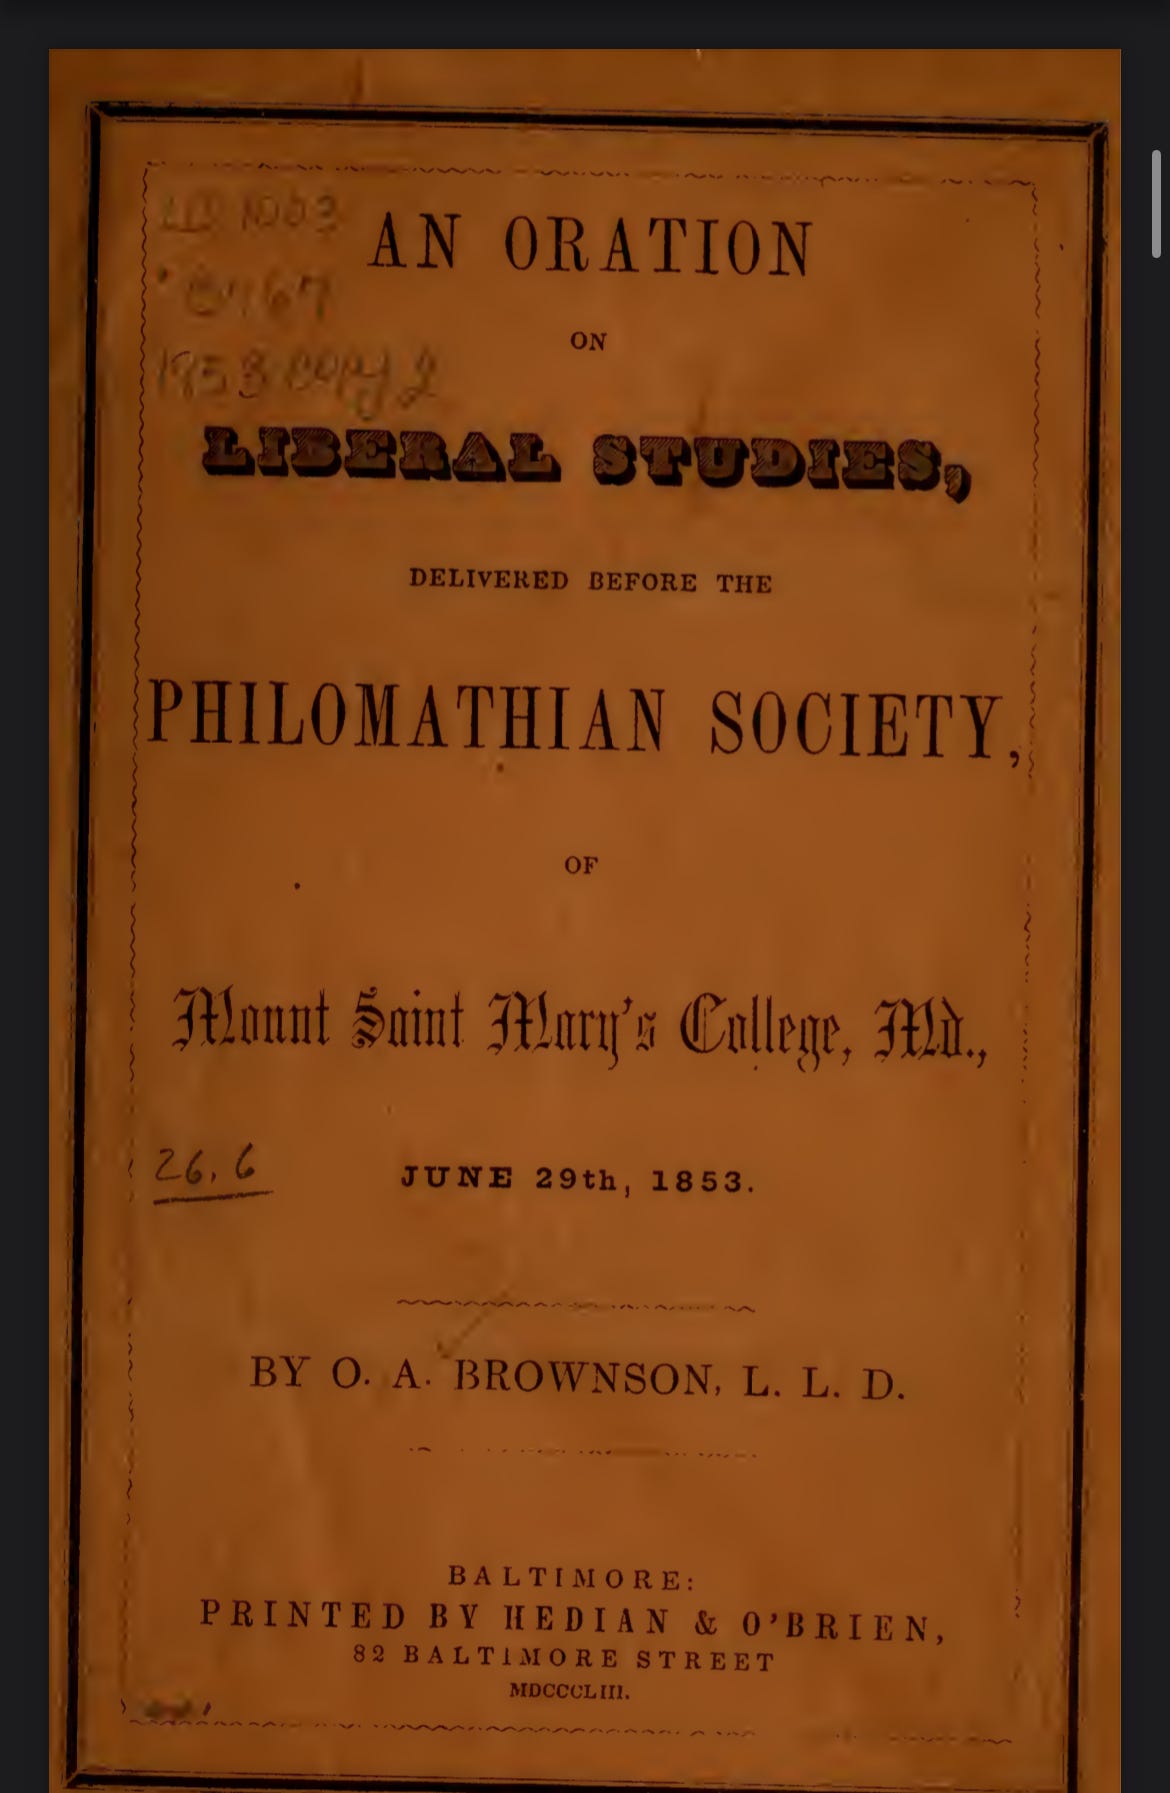 AN ORATION
ON
LIBERAL STUDIES,
DELIVERED BEFORE THE
PHILOMATHIAN SOCIETY,
OF
Mount Saint Mary's College, Md.,
26.6
JUNE 29th, 1853.
BY O. A. BROWNSON, L. L. D.
BALTIMORE:
PRINTED BY HEDIAN & O'BRIEN,
82 BALTIMORE STREET
MDCCCLIII.